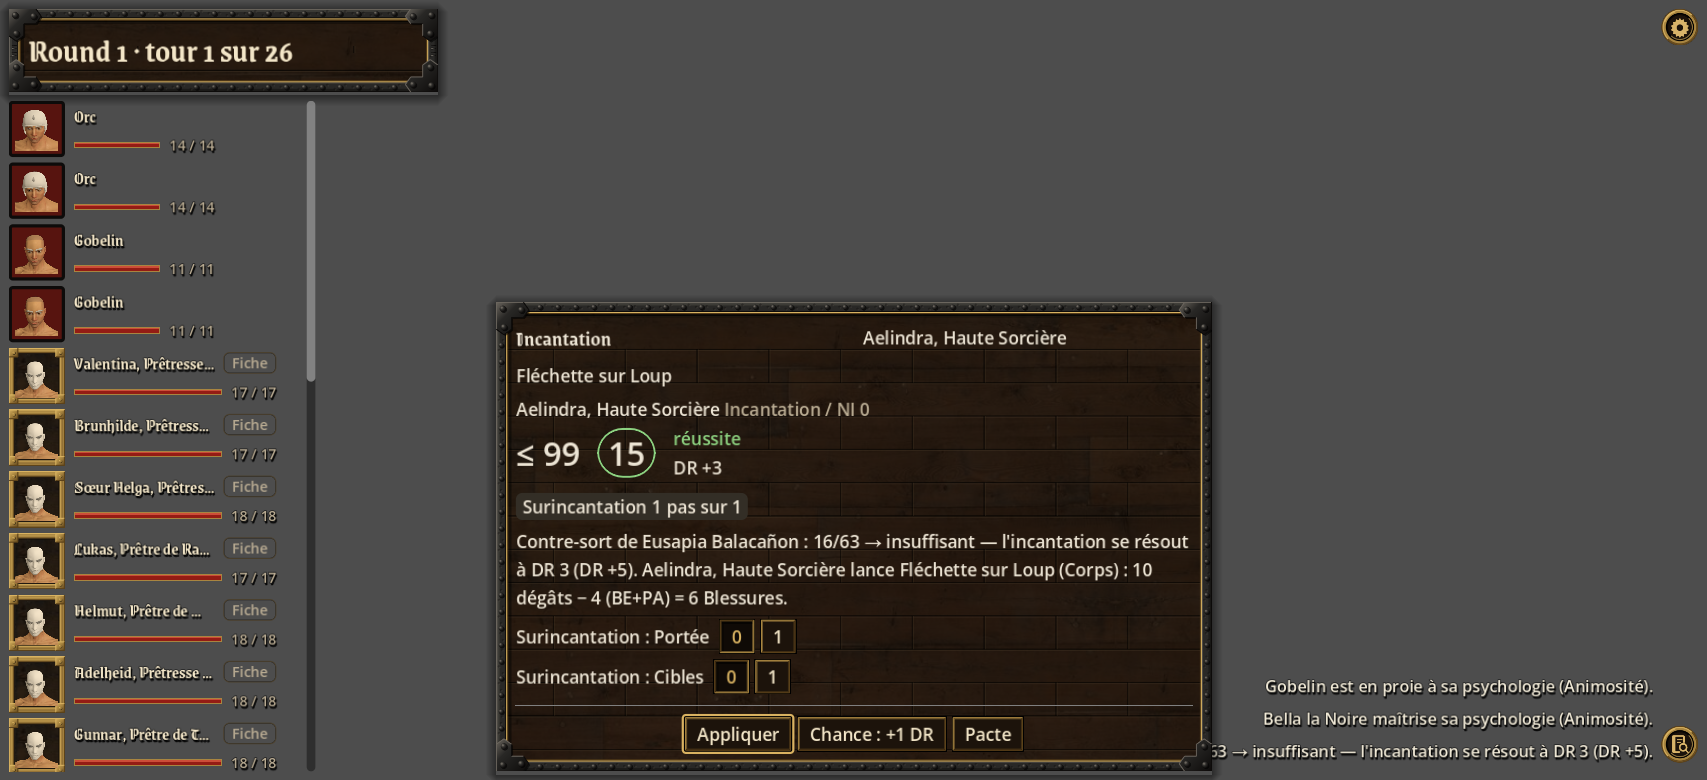 Round 1 · tour 1 sur 26
Orc
14 / 14
Orc
14 / 14
Gobelin
11 / 11
Gobelin
11 / 11
Valentina, Prêtresse... Fiche
17 / 17
Brunhilde, Prêtress... Fiche
17 / 17
Sœur Helga, Prêtres... Fiche
18 / 18
Lukas, Prêtre de Ra... Fiche
17 / 17
Helmut, Prêtre de ... Fiche
18 / 18
Adelheid, Prêtresse ... Fiche
18 / 18
Gunnar, Prêtre de T... Fiche
18 / 18
Incantation Aelindra, Haute Sorcière
Fléchette sur Loup
Aelindra, Haute Sorcière Incantation / NI 0
≤ 99 15 réussite
DR +3
Surincantation 1 pas sur 1
Contre-sort de Eusapia Balacañon : 16/63 → insuffisant — l'incantation se résout
à DR 3 (DR +5). Aelindra, Haute Sorcière lance Fléchette sur Loup (Corps) : 10
dégâts − 4 (BE+PA) = 6 Blessures.
Surincantation : Portée 0 1
Surincantation : Cibles 0 1
Appliquer Chance : +1 DR Pacte
Gobelin est en proie à sa psychologie (Animosité).
Bella la Noire maîtrise sa psychologie (Animosité).
63 → insuffisant — l'incantation se résout à DR 3 (DR +5).